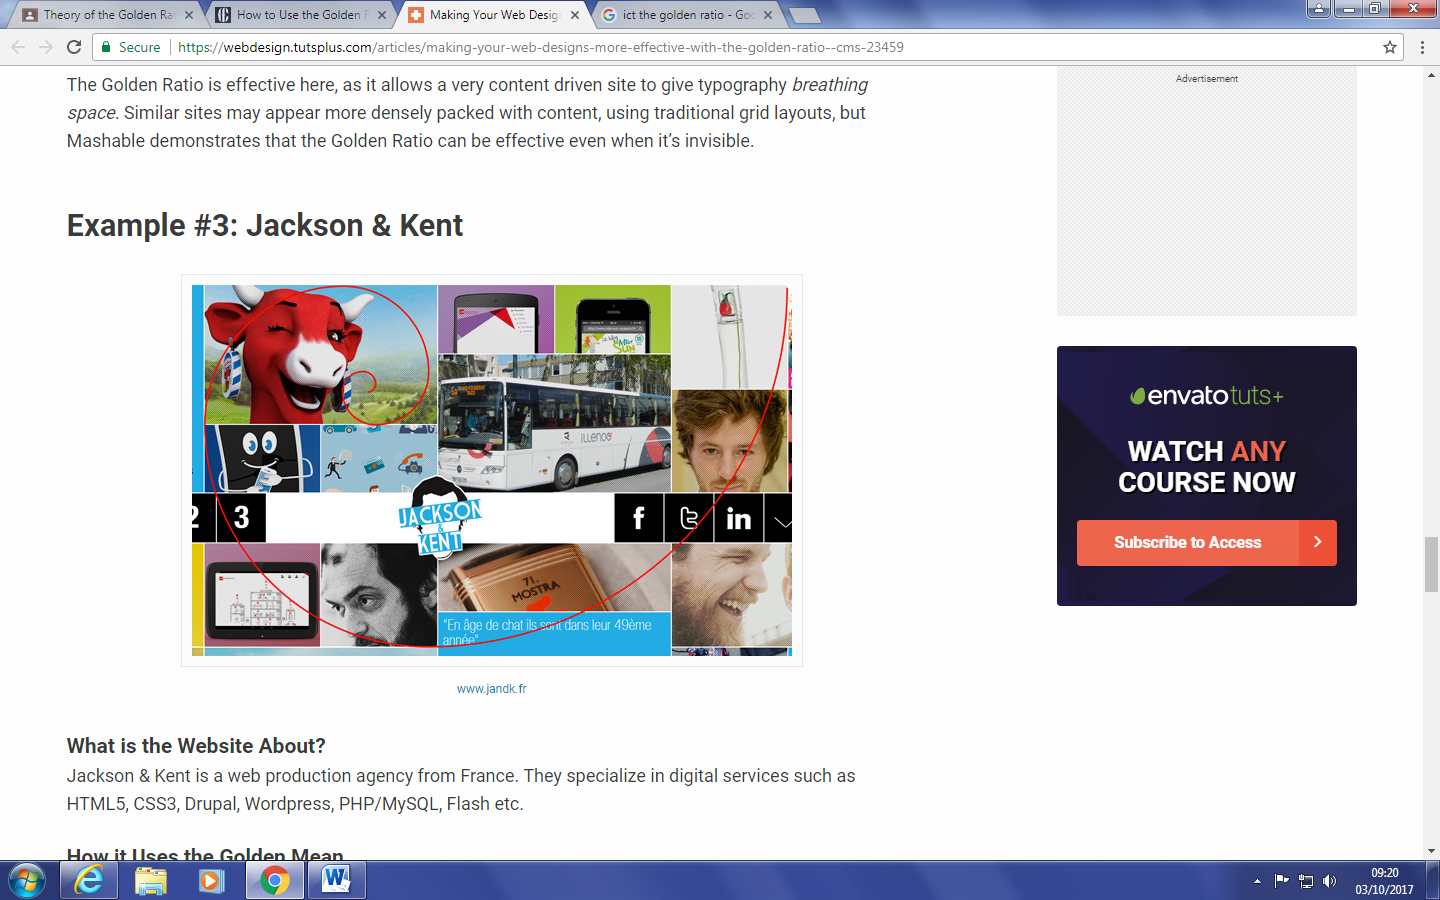 Theory of the Golden Rat
How to Use the Golden R
Making Your Web Design
ict the golden ratio - Goo
Secure
https://webdesign.tutsplus.com/articles/making-your-web-designs-more-effective-with-the-golden-ratio--cms-23459
The Golden Ratio is effective here, as it allows a very content driven site to give typography breathing
space. Similar sites may appear more densely packed with content, using traditional grid layouts, but
Mashable demonstrates that the Golden Ratio can be effective even when it's invisible.
Advertisement
Example #3: Jackson & Kent
illenoo
2
3
JACKSON
&
KENT
f
t
in
71.
MOSTRA
"En âge de chat ils sont dans leur 49ème
année"
www.jandk.fr
envatotuts+
WATCH ANY
COURSE NOW
Subscribe to Access
What is the Website About?
Jackson & Kent is a web production agency from France. They specialize in digital services such as
HTML5, CSS3, Drupal, Wordpress, PHP/MySQL, Flash etc.
How it Uses the Golden Mean
09:20
03/10/2017